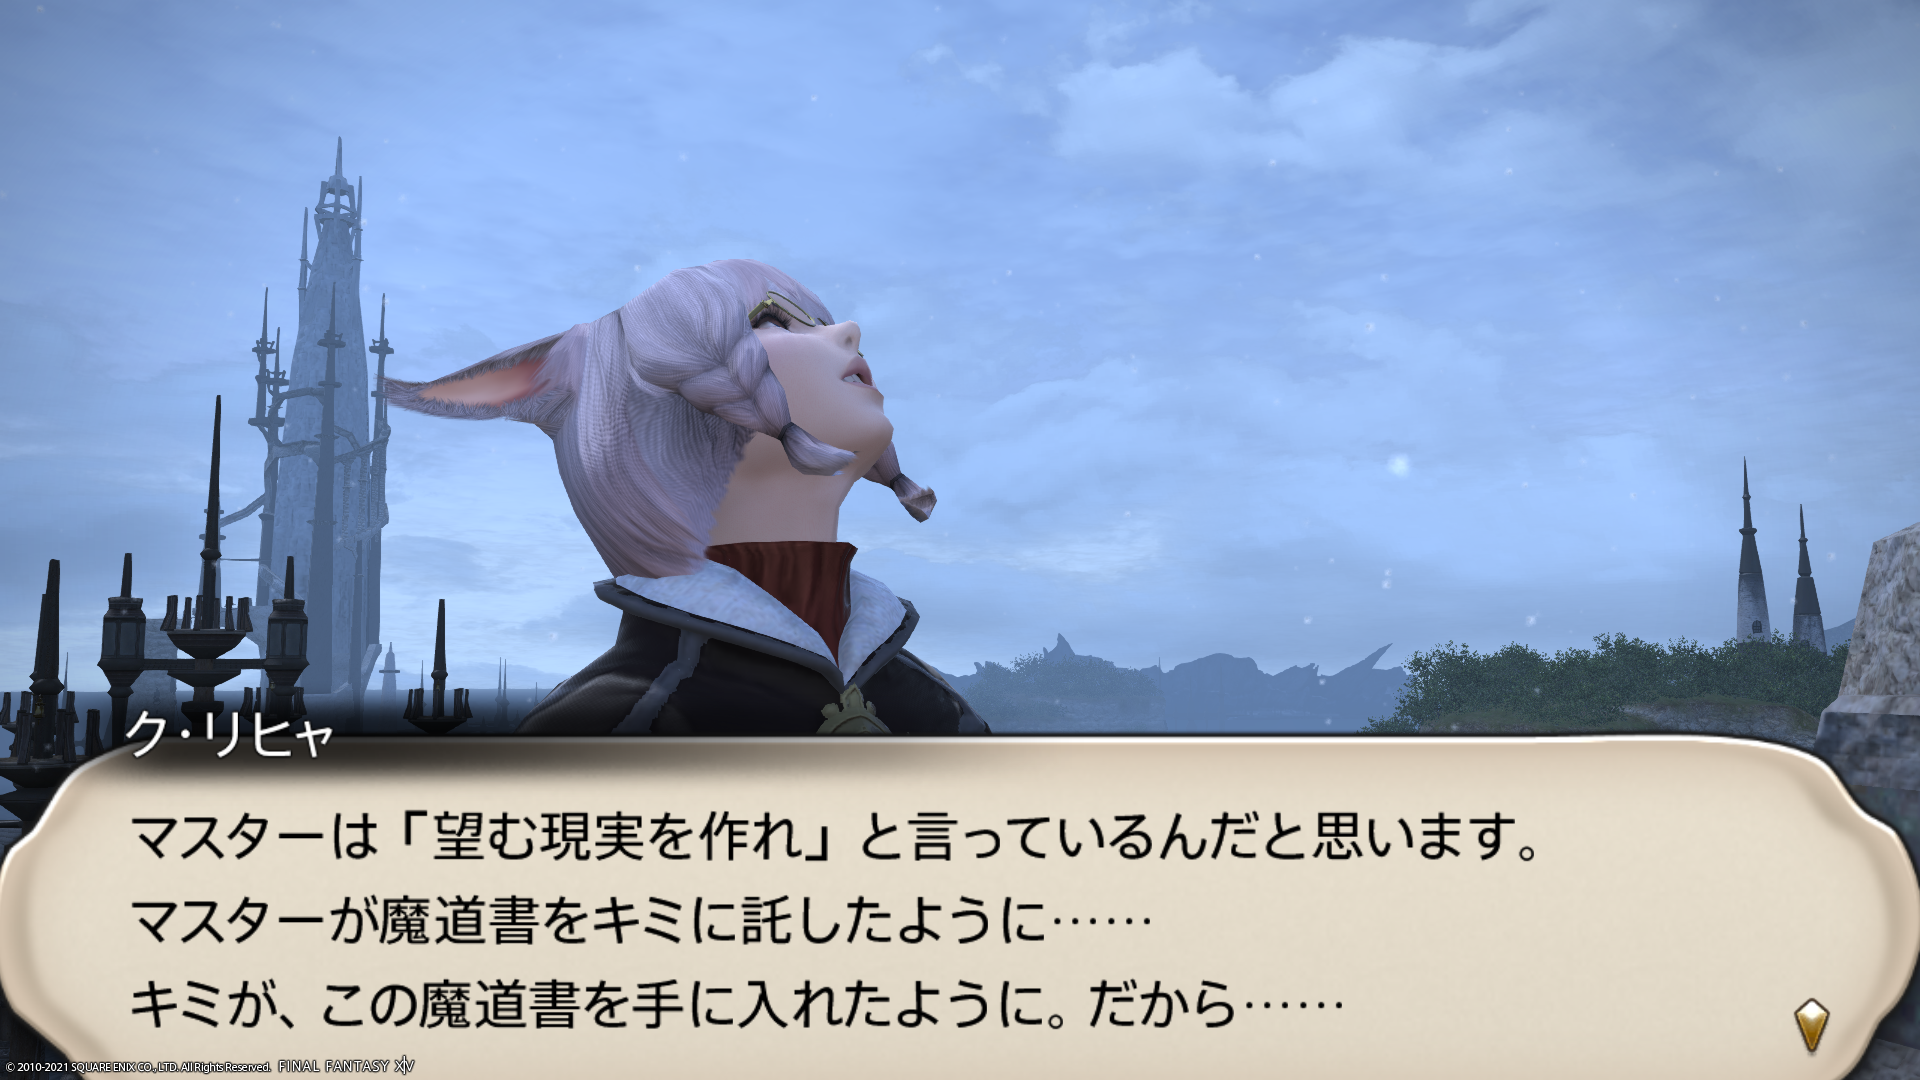 ク・リヒャ
マスターは「望む現実を作れ」と言っているんだと思います。
マスターが魔道書をキミに託したように……
キミが、この魔道書を手に入れたように。だから……
© 2010-2021 SQUARE ENIX CO., LTD. All Rights Reserved. FINAL FANTASY XIV